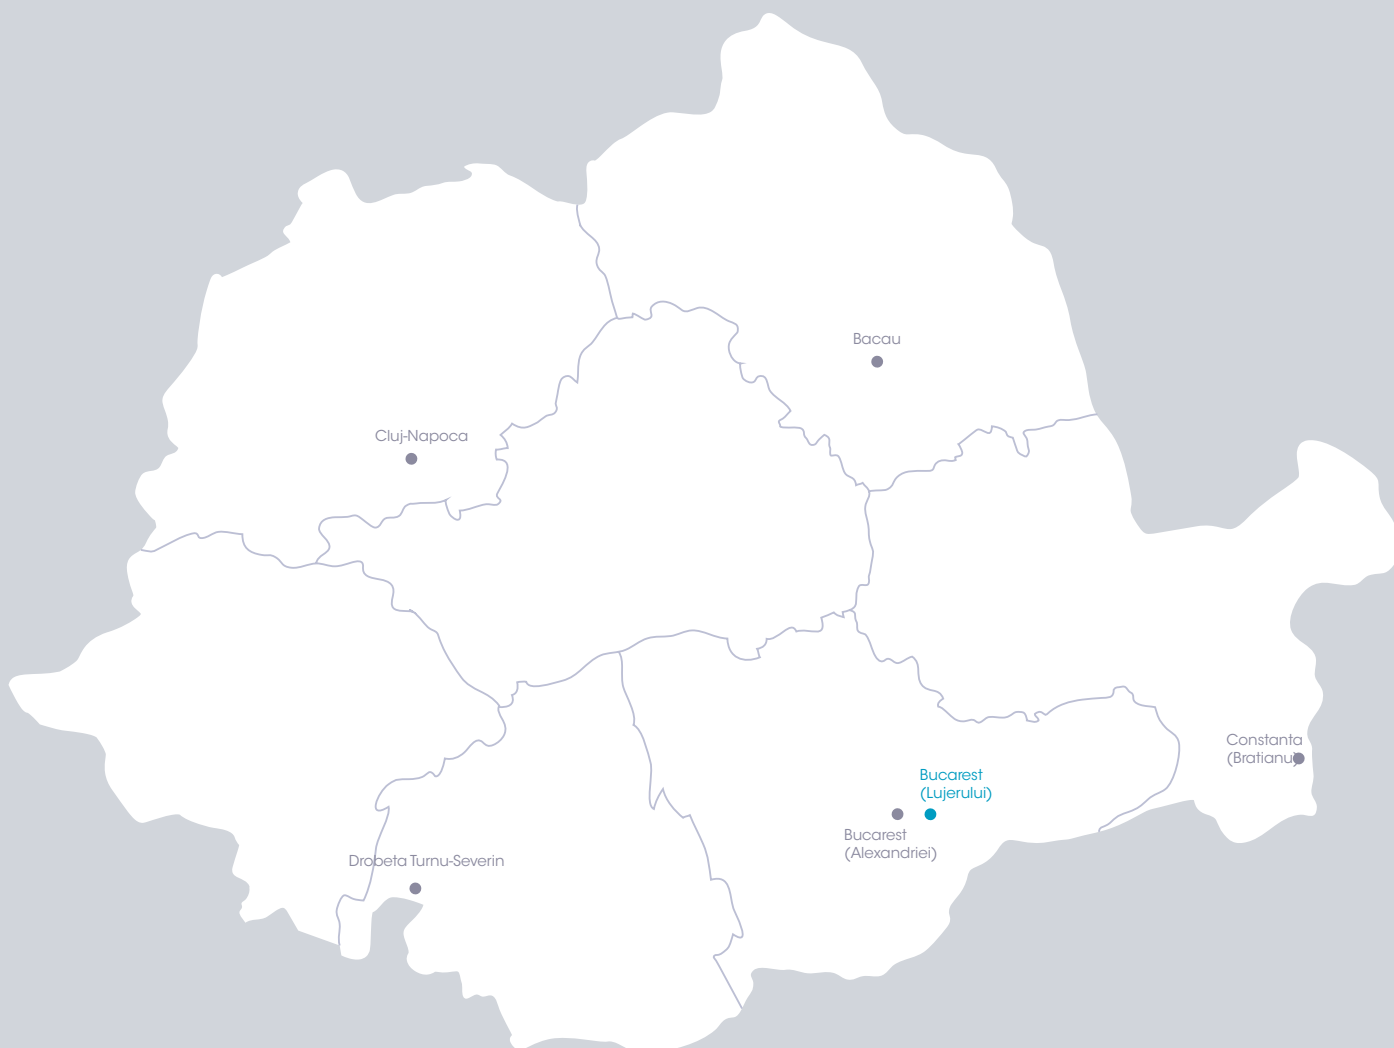 Bacau
Cluj-Napoca
Constanta
(Bratianu)
Bucarest
(Lujerului)
Bucarest
(Alexandriei)
Drobeta Turnu-Severin